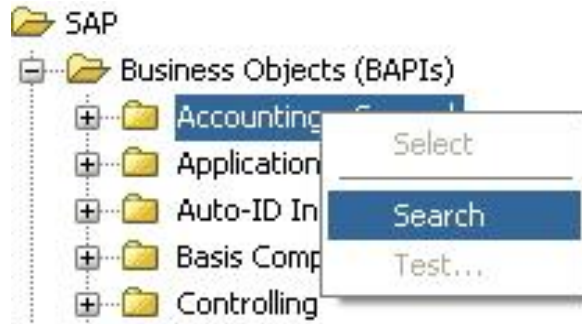 SAP
Business Objects (BAPIs)
Accounting
Select
Application
Auto-ID In
Search
Basis Comp
Test...
Controlling